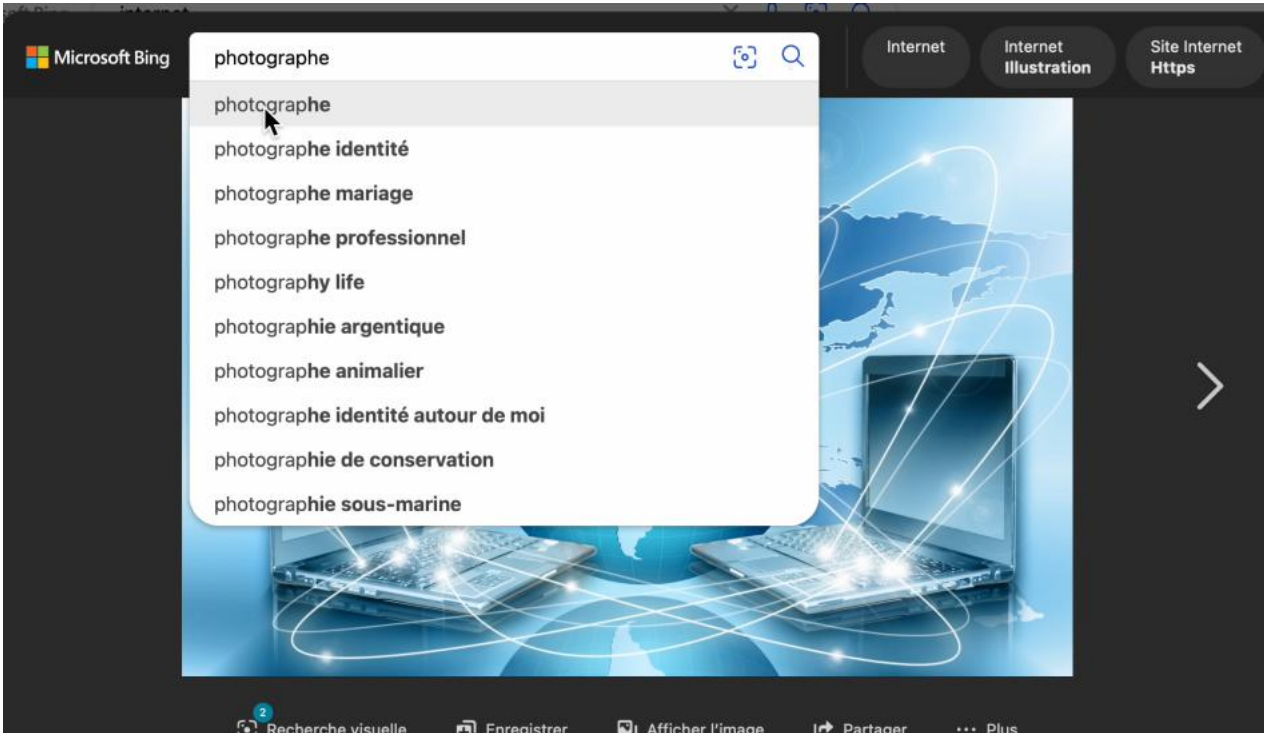 internet
Microsoft Bing
photographe
Internet
Internet
Illustration
Site Internet
Https
photographe
photographe identité
photographe mariage
photographe professionnel
photography life
photographie argentique
photographe animalier
photographe identité autour de moi
photographie de conservation
photographie sous-marine
2
Recherche visuelle
Enregistrer
Afficher l'image
Partager
Plus